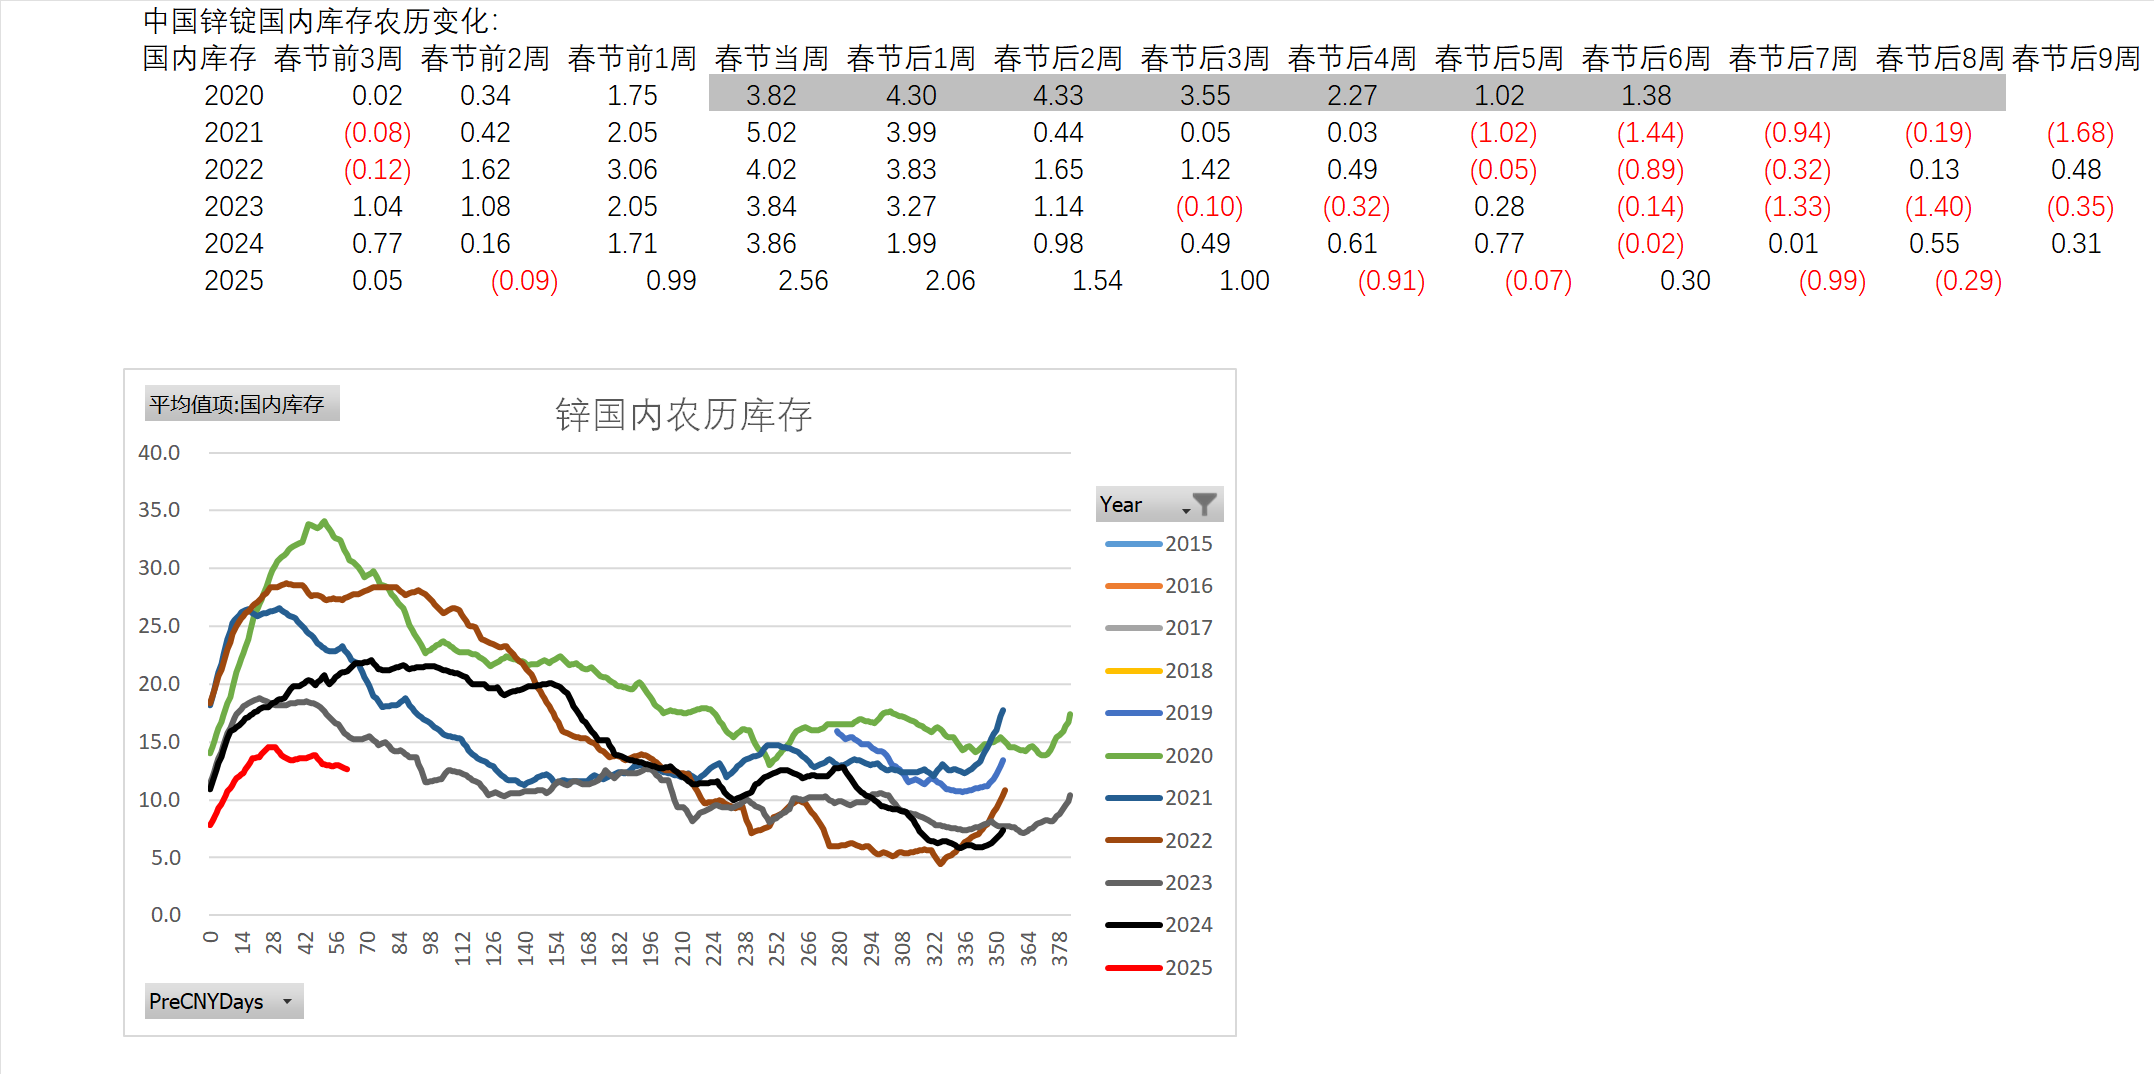 中国锌锭国内库存农历变化:
国内库存 春节前3周 春节前2周 春节前1周 春节当周 春节后1周 春节后2周 春节后3周 春节后4周 春节后5周 春节后6周 春节后7周 春节后8周 春节后9周
2020 0.02 0.34 1.75 3.82 4.30 4.33 3.55 2.27 1.02 1.38
2021 (0.08) 0.42 2.05 5.02 3.99 0.44 0.05 0.03 (1.02) (1.44) (0.94) (0.19) (1.68)
2022 (0.12) 1.62 3.06 4.02 3.83 1.65 1.42 0.49 (0.05) (0.89) (0.32) 0.13 0.48
2023 1.04 1.08 2.05 3.84 3.27 1.14 (0.10) (0.32) 0.28 (0.14) (1.33) (1.40) (0.35)
2024 0.77 0.16 1.71 3.86 1.99 0.98 0.49 0.61 0.77 (0.02) 0.01 0.55 0.31
2025 0.05 (0.09) 0.99 2.56 2.06 1.54 1.00 (0.91) (0.07) 0.30 (0.99) (0.29)
平均值项:国内库存
锌国内农历库存
40.0
35.0
30.0
25.0
20.0
15.0
10.0
5.0
0.0
0 14 28 42 56 70 84 98 112 126 140 154 168 182 196 210 224 238 252 266 280 294 308 322 336 350 364 378
Year
2015
2016
2017
2018
2019
2020
2021
2022
2023
2024
2025
PreCNYDays